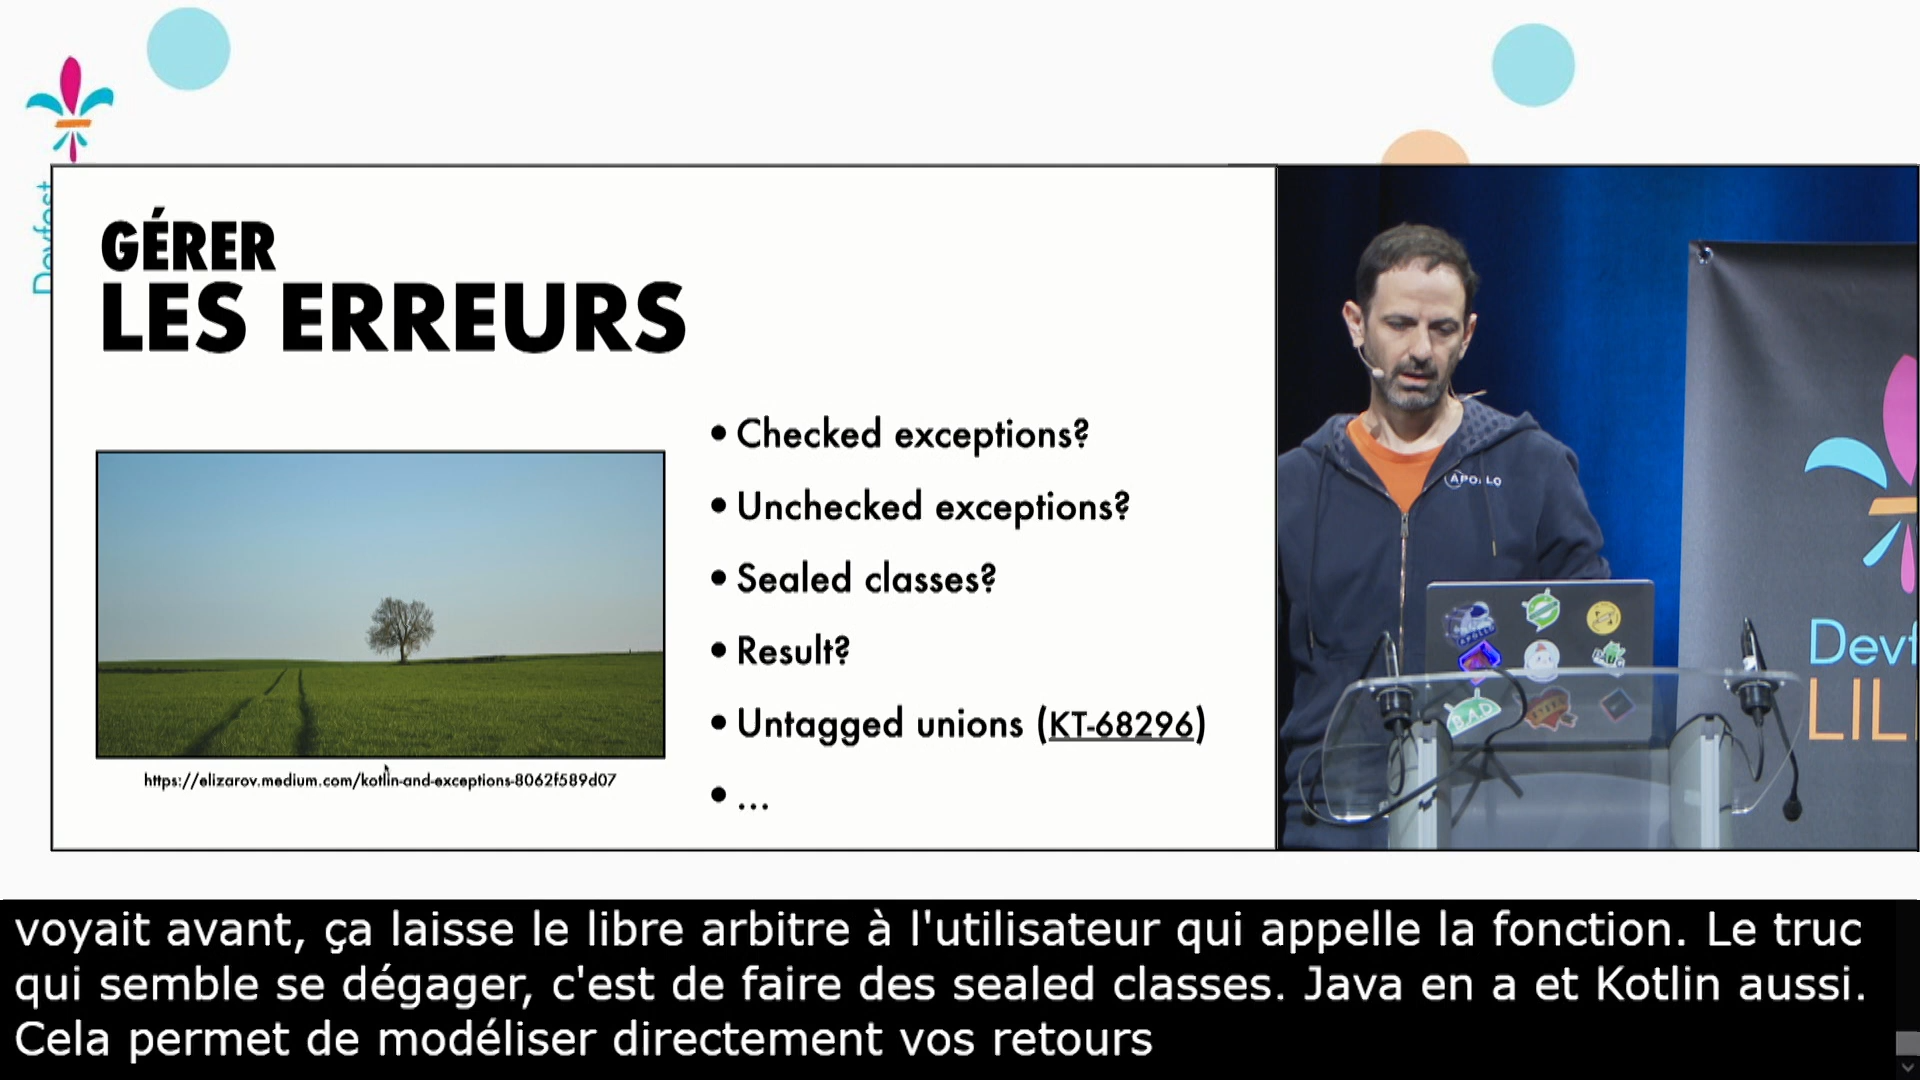 Devfest
GÉRER
LES ERREURS
• Checked exceptions?
• Unchecked exceptions?
• Sealed classes?
• Result?
• Untagged unions (KT-68296)
• ...
https://elizarov.medium.com/kotlin-and-exceptions-8062f589d07
APOLLO
APOLLO
B.A.D
Devf
LIL
voyait avant, ça laisse le libre arbitre à l'utilisateur qui appelle la fonction. Le truc
qui semble se dégager, c'est de faire des sealed classes. Java en a et Kotlin aussi.
Cela permet de modéliser directement vos retours